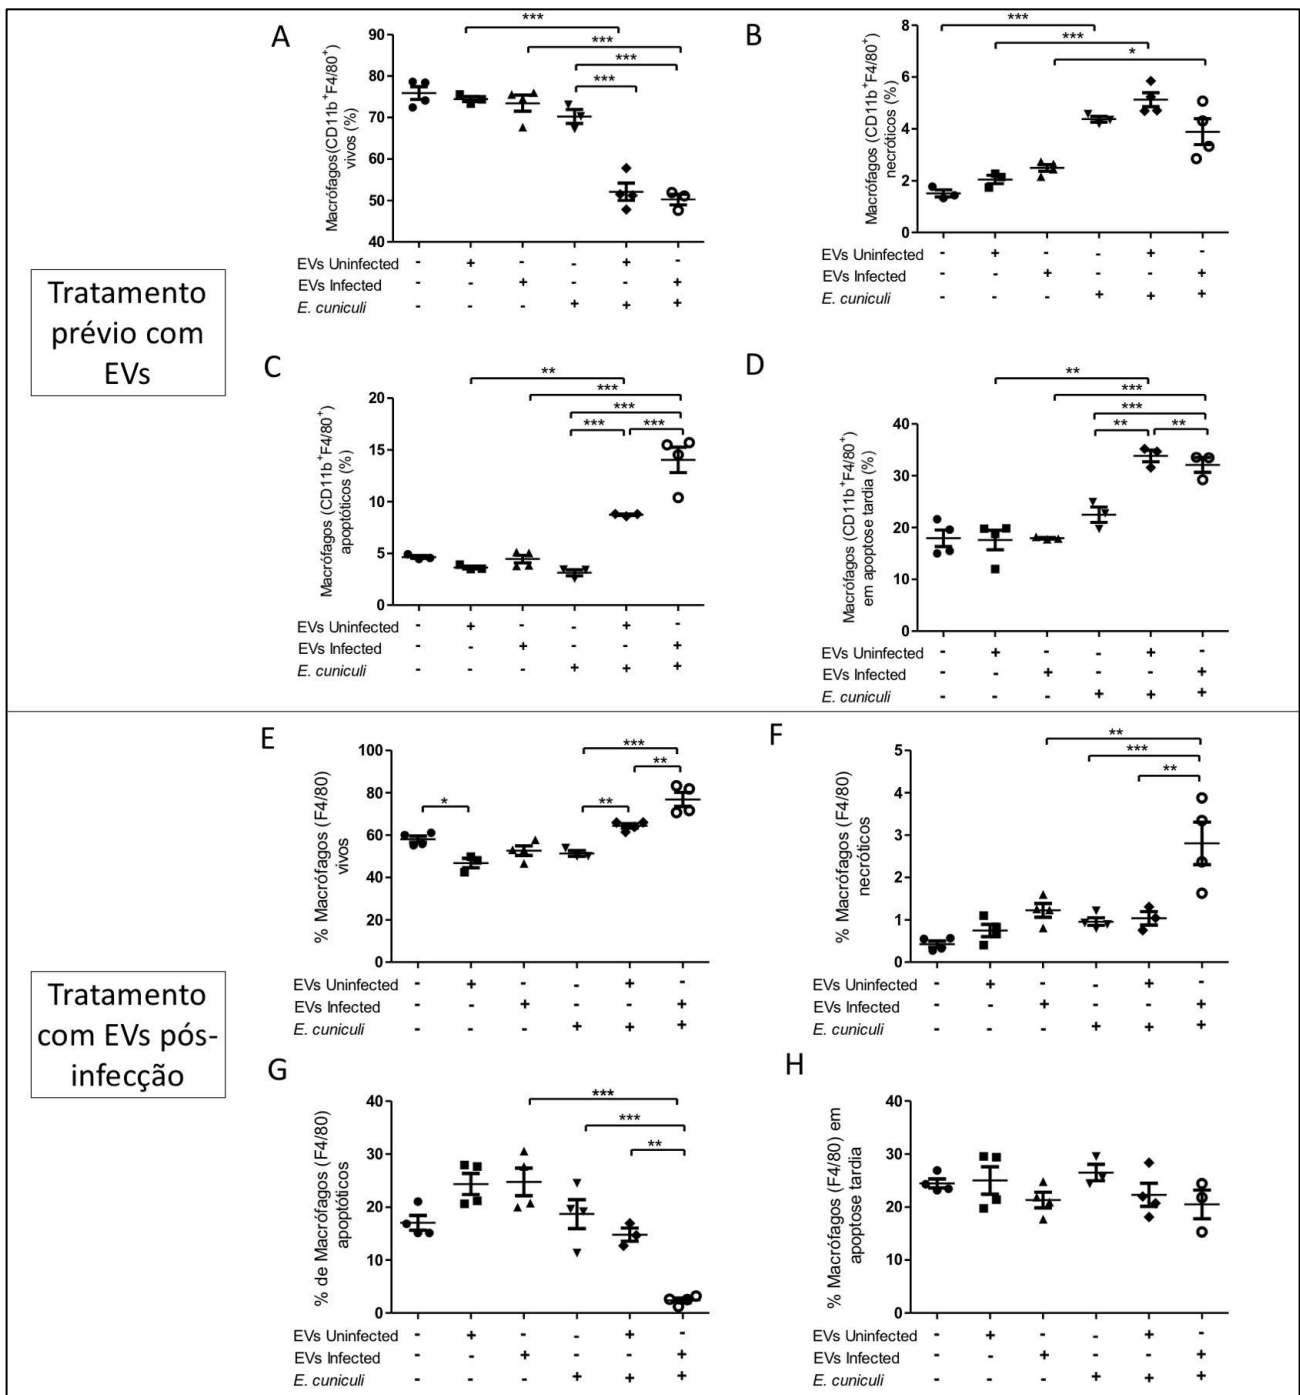 Tratamento
prévio com
EVs
A
***
***
***
***
Macrófagos(CD11b+F4/80+)
vivos (%)
90
80
70
60
50
40
EVs Uninfected - + - - + -
EVs Infected - - + - - +
E. cuniculi - - - + + +
B
***
***
*
Macrófagos (CD11b+F4/80+)
necróticos (%)
8
6
4
2
0
EVs Uninfected - + - - + -
EVs Infected - - + - - +
E. cuniculi - - - + + +
C
**
***
***
*** ***
Macrófagos (CD11b+F4/80+)
apoptóticos (%)
20
15
10
5
0
EVs Uninfected - + - - + -
EVs Infected - - + - - +
E. cuniculi - - - + + +
D
**
***
***
** **
Macrófagos (CD11b+F4/80+)
em apoptose tardia (%)
40
30
20
10
0
EVs Uninfected - + - - + -
EVs Infected - - + - - +
E. cuniculi - - - + + +
Tratamento
com EVs pós-
infecção
E
***
**
*
**
% Macrófagos (F4/80)
vivos
100
80
60
40
20
0
EVs Uninfected - + - - + -
EVs Infected - - + - - +
E. cuniculi - - - + + +
F
**
***
**
% Macrófagos (F4/80)
necróticos
5
4
3
2
1
0
EVs Uninfected - + - - + -
EVs Infected - - + - - +
E. cuniculi - - - + + +
G
***
***
**
% de Macrófagos (F4/80)
apoptóticos
40
30
20
10
0
EVs Uninfected - + - - + -
EVs Infected - - + - - +
E. cuniculi - - - + + +
H
% Macrófagos (F4/80) em
apoptose tardia
40
30
20
10
0
EVs Uninfected - + - - + -
EVs Infected - - + - - +
E. cuniculi - - - + + +